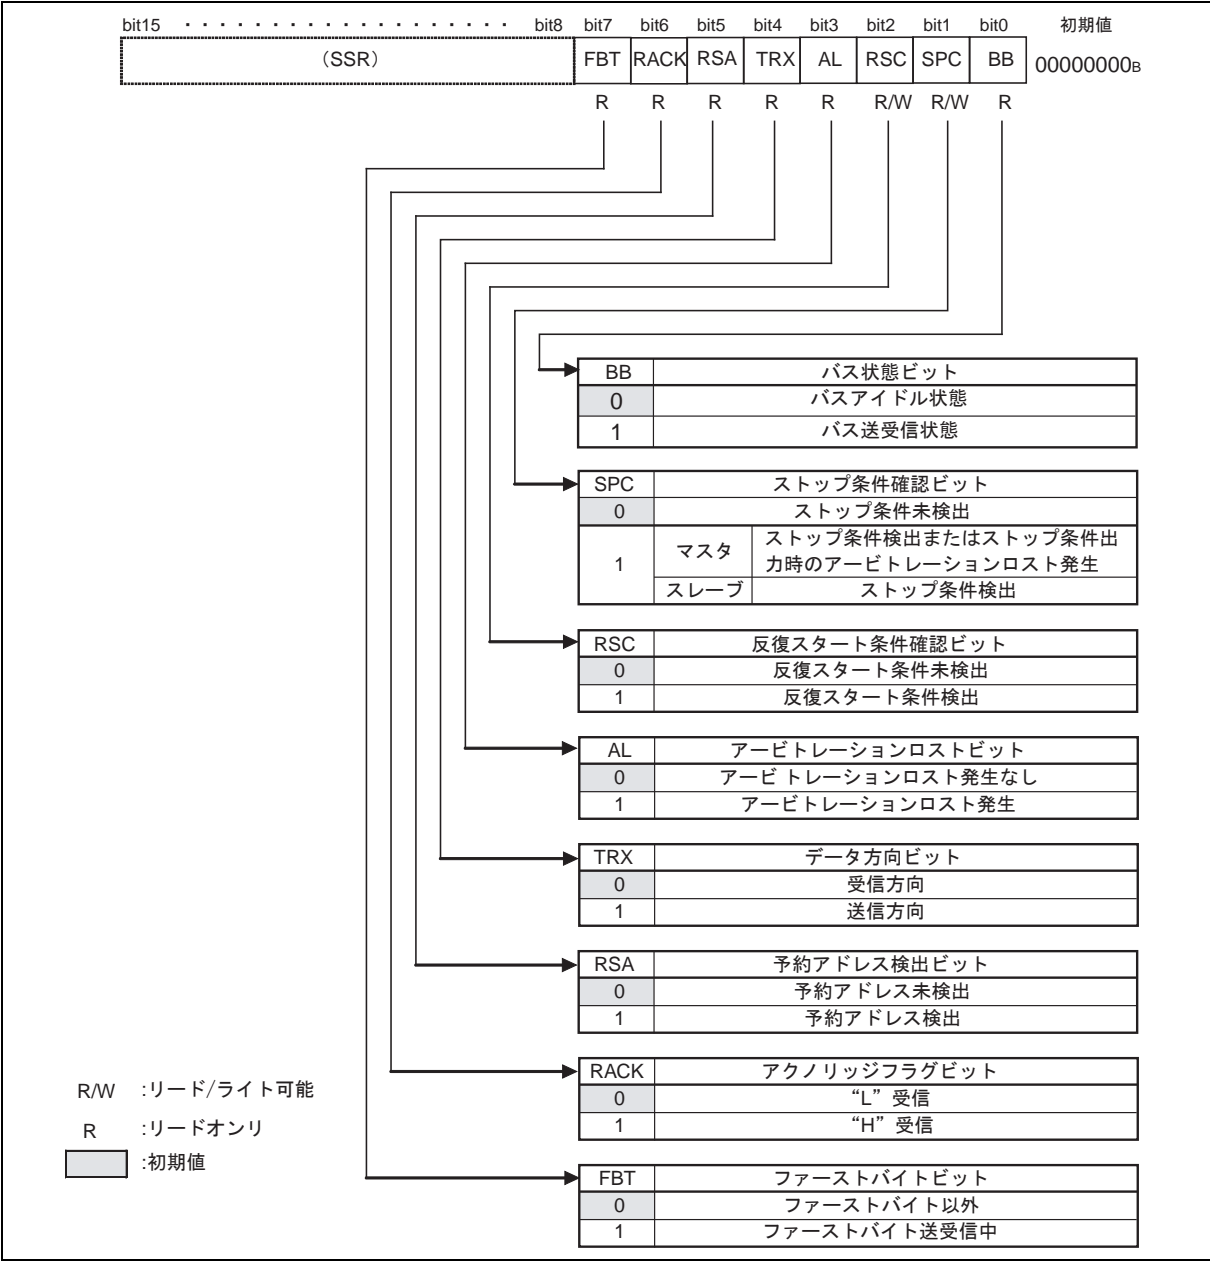 bit15 ・・・・・・・・・・・・・・・・・・・ bit8 bit7 bit6 bit5 bit4 bit3 bit2 bit1 bit0 初期値
(SSR) FBT RACK RSA TRX AL RSC SPC BB 00000000B
R R R R R R/W R/W R
BB バス状態ビット
0 バスアイドル状態
1 バス送受信状態
SPC ストップ条件確認ビット
0 ストップ条件未検出
1 マスタ ストップ条件検出またはストップ条件出
力時のアービトレーションロスト発生
スレーブ ストップ条件検出
RSC 反復スタート条件確認ビット
0 反復スタート条件未検出
1 反復スタート条件検出
AL アービトレーションロストビット
0 アービ トレーションロスト発生なし
1 アービトレーションロスト発生
TRX データ方向ビット
0 受信方向
1 送信方向
RSA 予約アドレス検出ビット
0 予約アドレス未検出
1 予約アドレス検出
RACK アクノリッジフラグビット
0 “L”受信
1 “H”受信
FBT ファーストバイトビット
0 ファーストバイト以外
1 ファーストバイト送受信中
R/W :リード/ライト可能
R :リードオンリ
:初期値